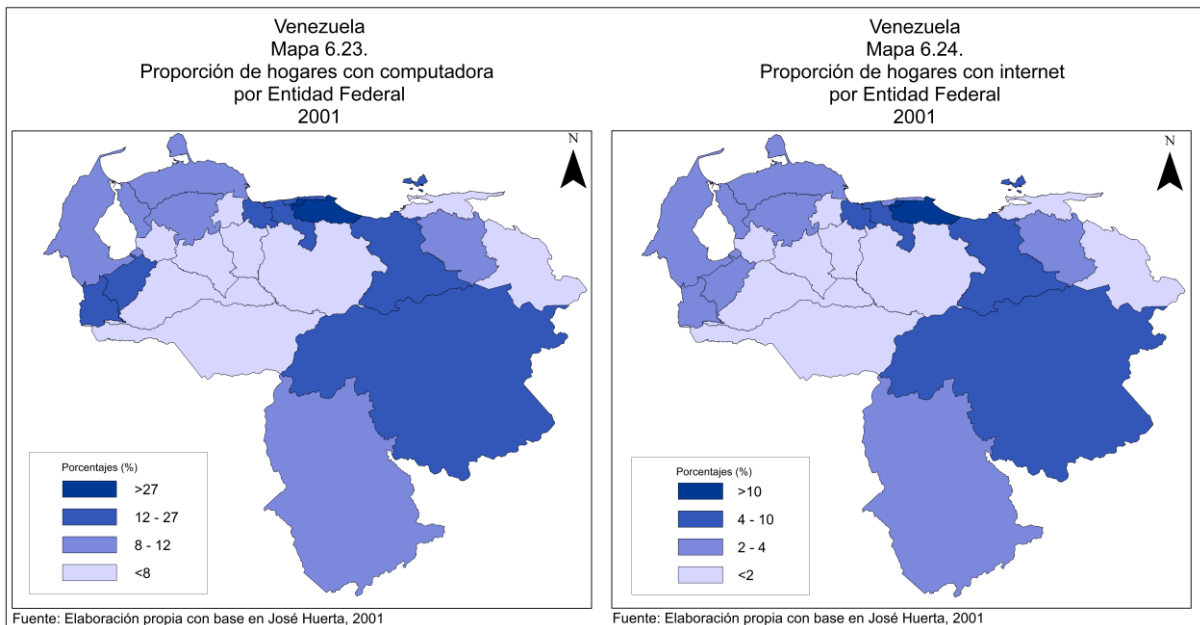 Venezuela
Mapa 6.23.
Proporción de hogares con computadora
por Entidad Federal
2001
N
Porcentajes (%)
>27
12 - 27
8 - 12
<8
Fuente: Elaboración propia con base en José Huerta, 2001
Venezuela
Mapa 6.24.
Proporción de hogares con internet
por Entidad Federal
2001
N
Porcentajes (%)
>10
4 - 10
2 - 4
<2
Fuente: Elaboración propia con base en José Huerta, 2001